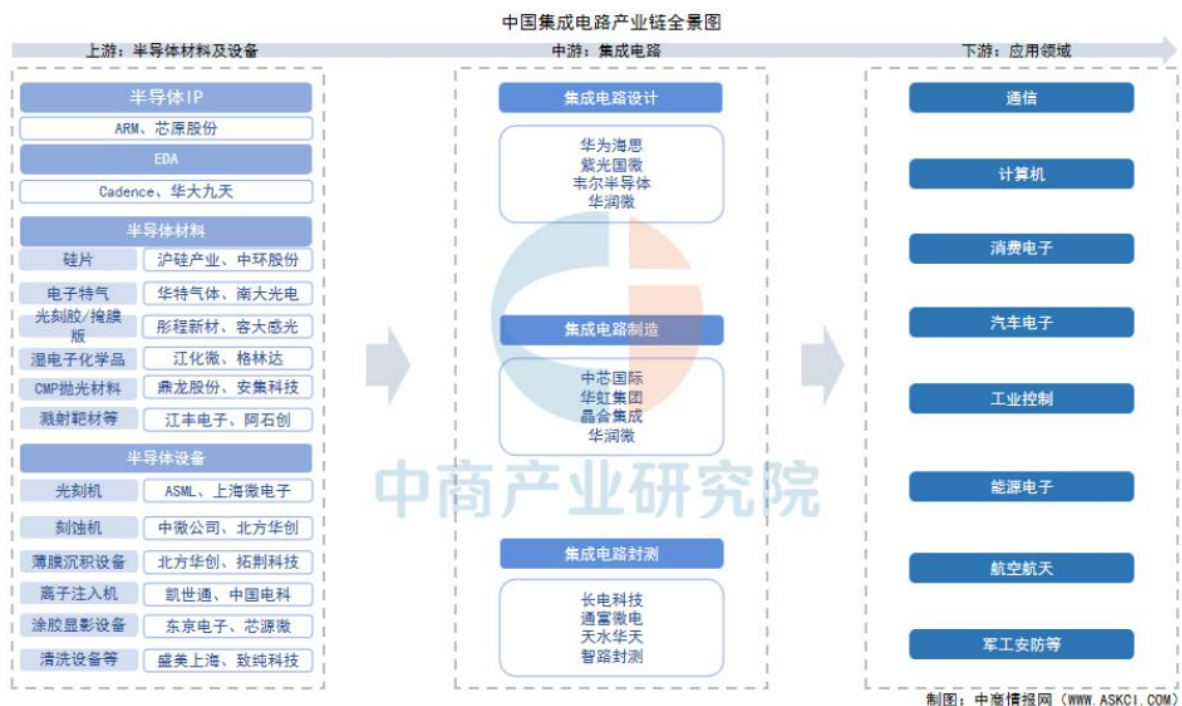 中国集成电路产业链全景图
上游：半导体材料及设备
半导体IP
ARM、芯原股份
EDA
Cadence、华大九天
半导体材料
硅片
沪硅产业、中环股份
电子特气
华特气体、南大光电
光刻胶/掩膜
版
彤程新材、容大感光
湿电子化学品
江化微、格林达
CMP抛光材料
鼎龙股份、安集科技
溅射靶材等
江丰电子、阿石创
半导体设备
光刻机
ASML、上海微电子
刻蚀机
中微公司、北方华创
薄膜沉积设备
北方华创、拓荆科技
离子注入机
凯世通、中国电科
涂胶显影设备
东京电子、芯源微
清洗设备等
盛美上海、致纯科技
中游：集成电路
集成电路设计
华为海思
紫光国微
韦尔半导体
华润微
集成电路制造
中芯国际
华虹集团
晶合集成
华润微
集成电路封测
长电科技
通富微电
天水华天
智路封测
下游：应用领域
通信
计算机
消费电子
汽车电子
工业控制
能源电子
航空航天
军工安防等
中商产业研究院
制图：中商情报网（WWW.ASKCI.COM）